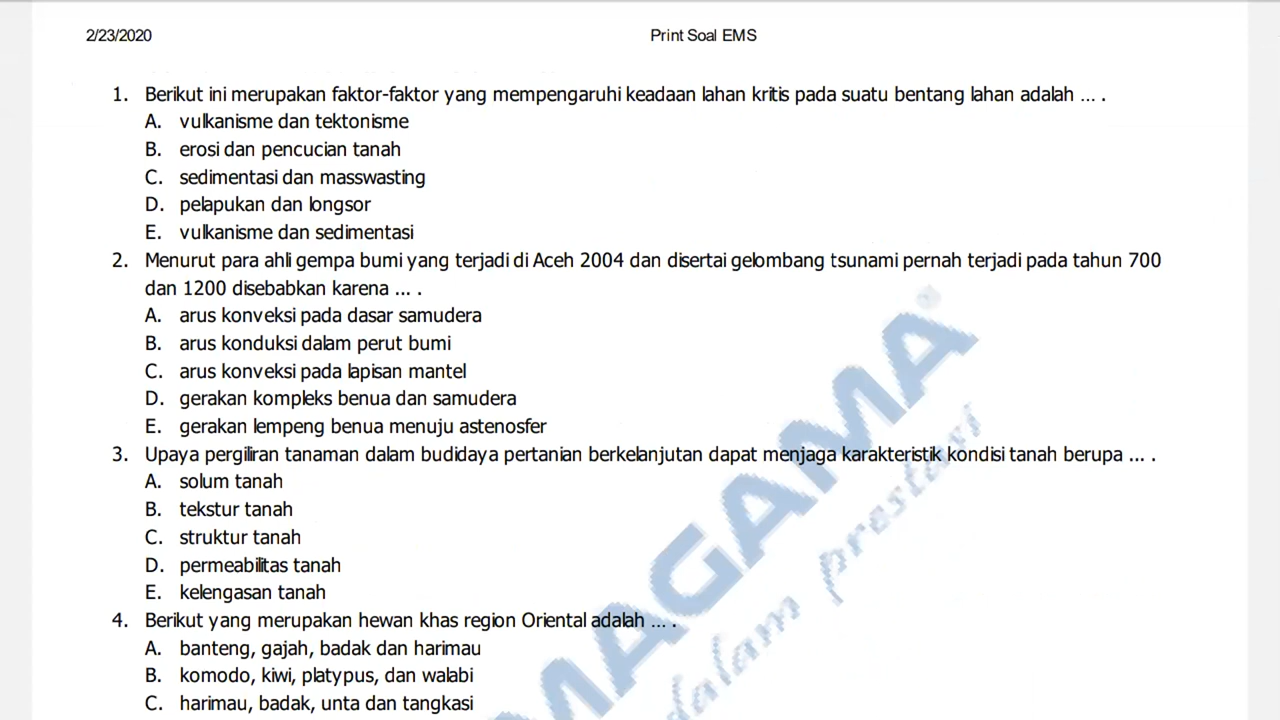 2/23/2020
Print Soal EMS
1. Berikut ini merupakan faktor-faktor yang mempengaruhi keadaan lahan kritis pada suatu bentang lahan adalah ... .
A. vulkanisme dan tektonisme
B. erosi dan pencucian tanah
C. sedimentasi dan masswasting
D. pelapukan dan longsor
E. vulkanisme dan sedimentasi
2. Menurut para ahli gempa bumi yang terjadi di Aceh 2004 dan disertai gelombang tsunami pernah terjadi pada tahun 700
dan 1200 disebabkan karena ... .
A. arus konveksi pada dasar samudera
B. arus konduksi dalam perut bumi
C. arus konveksi pada lapisan mantel
D. gerakan kompleks benua dan samudera
E. gerakan lempeng benua menuju astenosfer
3. Upaya pergiliran tanaman dalam budidaya pertanian berkelanjutan dapat menjaga karakteristik kondisi tanah berupa ... .
A. solum tanah
B. tekstur tanah
C. struktur tanah
D. permeabilitas tanah
E. kelengasan tanah
4. Berikut yang merupakan hewan khas region Oriental adalah ... .
A. banteng, gajah, badak dan harimau
B. komodo, kiwi, platypus, dan walabi
C. harimau, badak, unta dan tangkasi
MAGAMA®
dalam prestasi